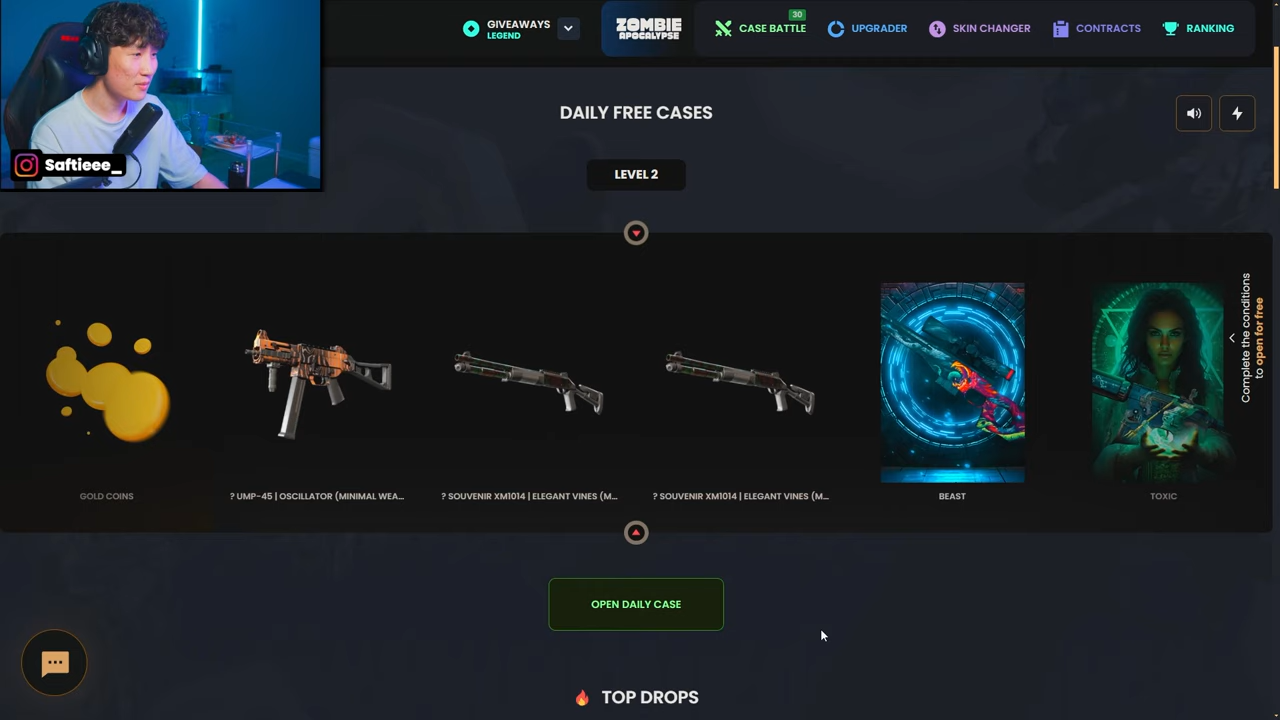 GIVEAWAYS
LEGEND
ZOMBIE
APOCALYPSE
30
CASE BATTLE
UPGRADER
SKIN CHANGER
CONTRACTS
RANKING
Saftieee_
DAILY FREE CASES
LEVEL 2
Complete the conditions
to open for free
GOLD COINS
? UMP-45 | OSCILLATOR (MINIMAL WEA...
? SOUVENIR XM1014 | ELEGANT VINES (M...
? SOUVENIR XM1014 | ELEGANT VINES (M...
BEAST
TOXIC
OPEN DAILY CASE
TOP DROPS